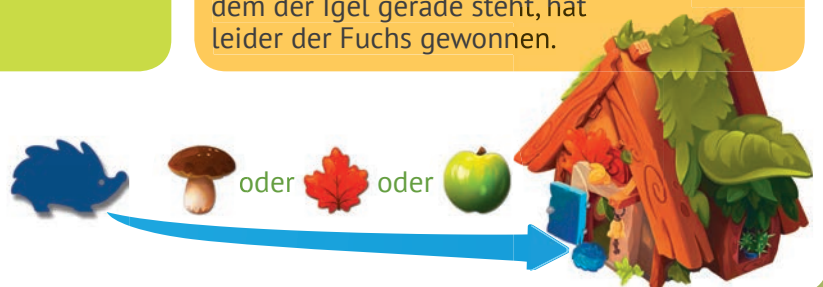 dem der Igel gerade steht, hat
leider der Fuchs gewonnen.
oder oder